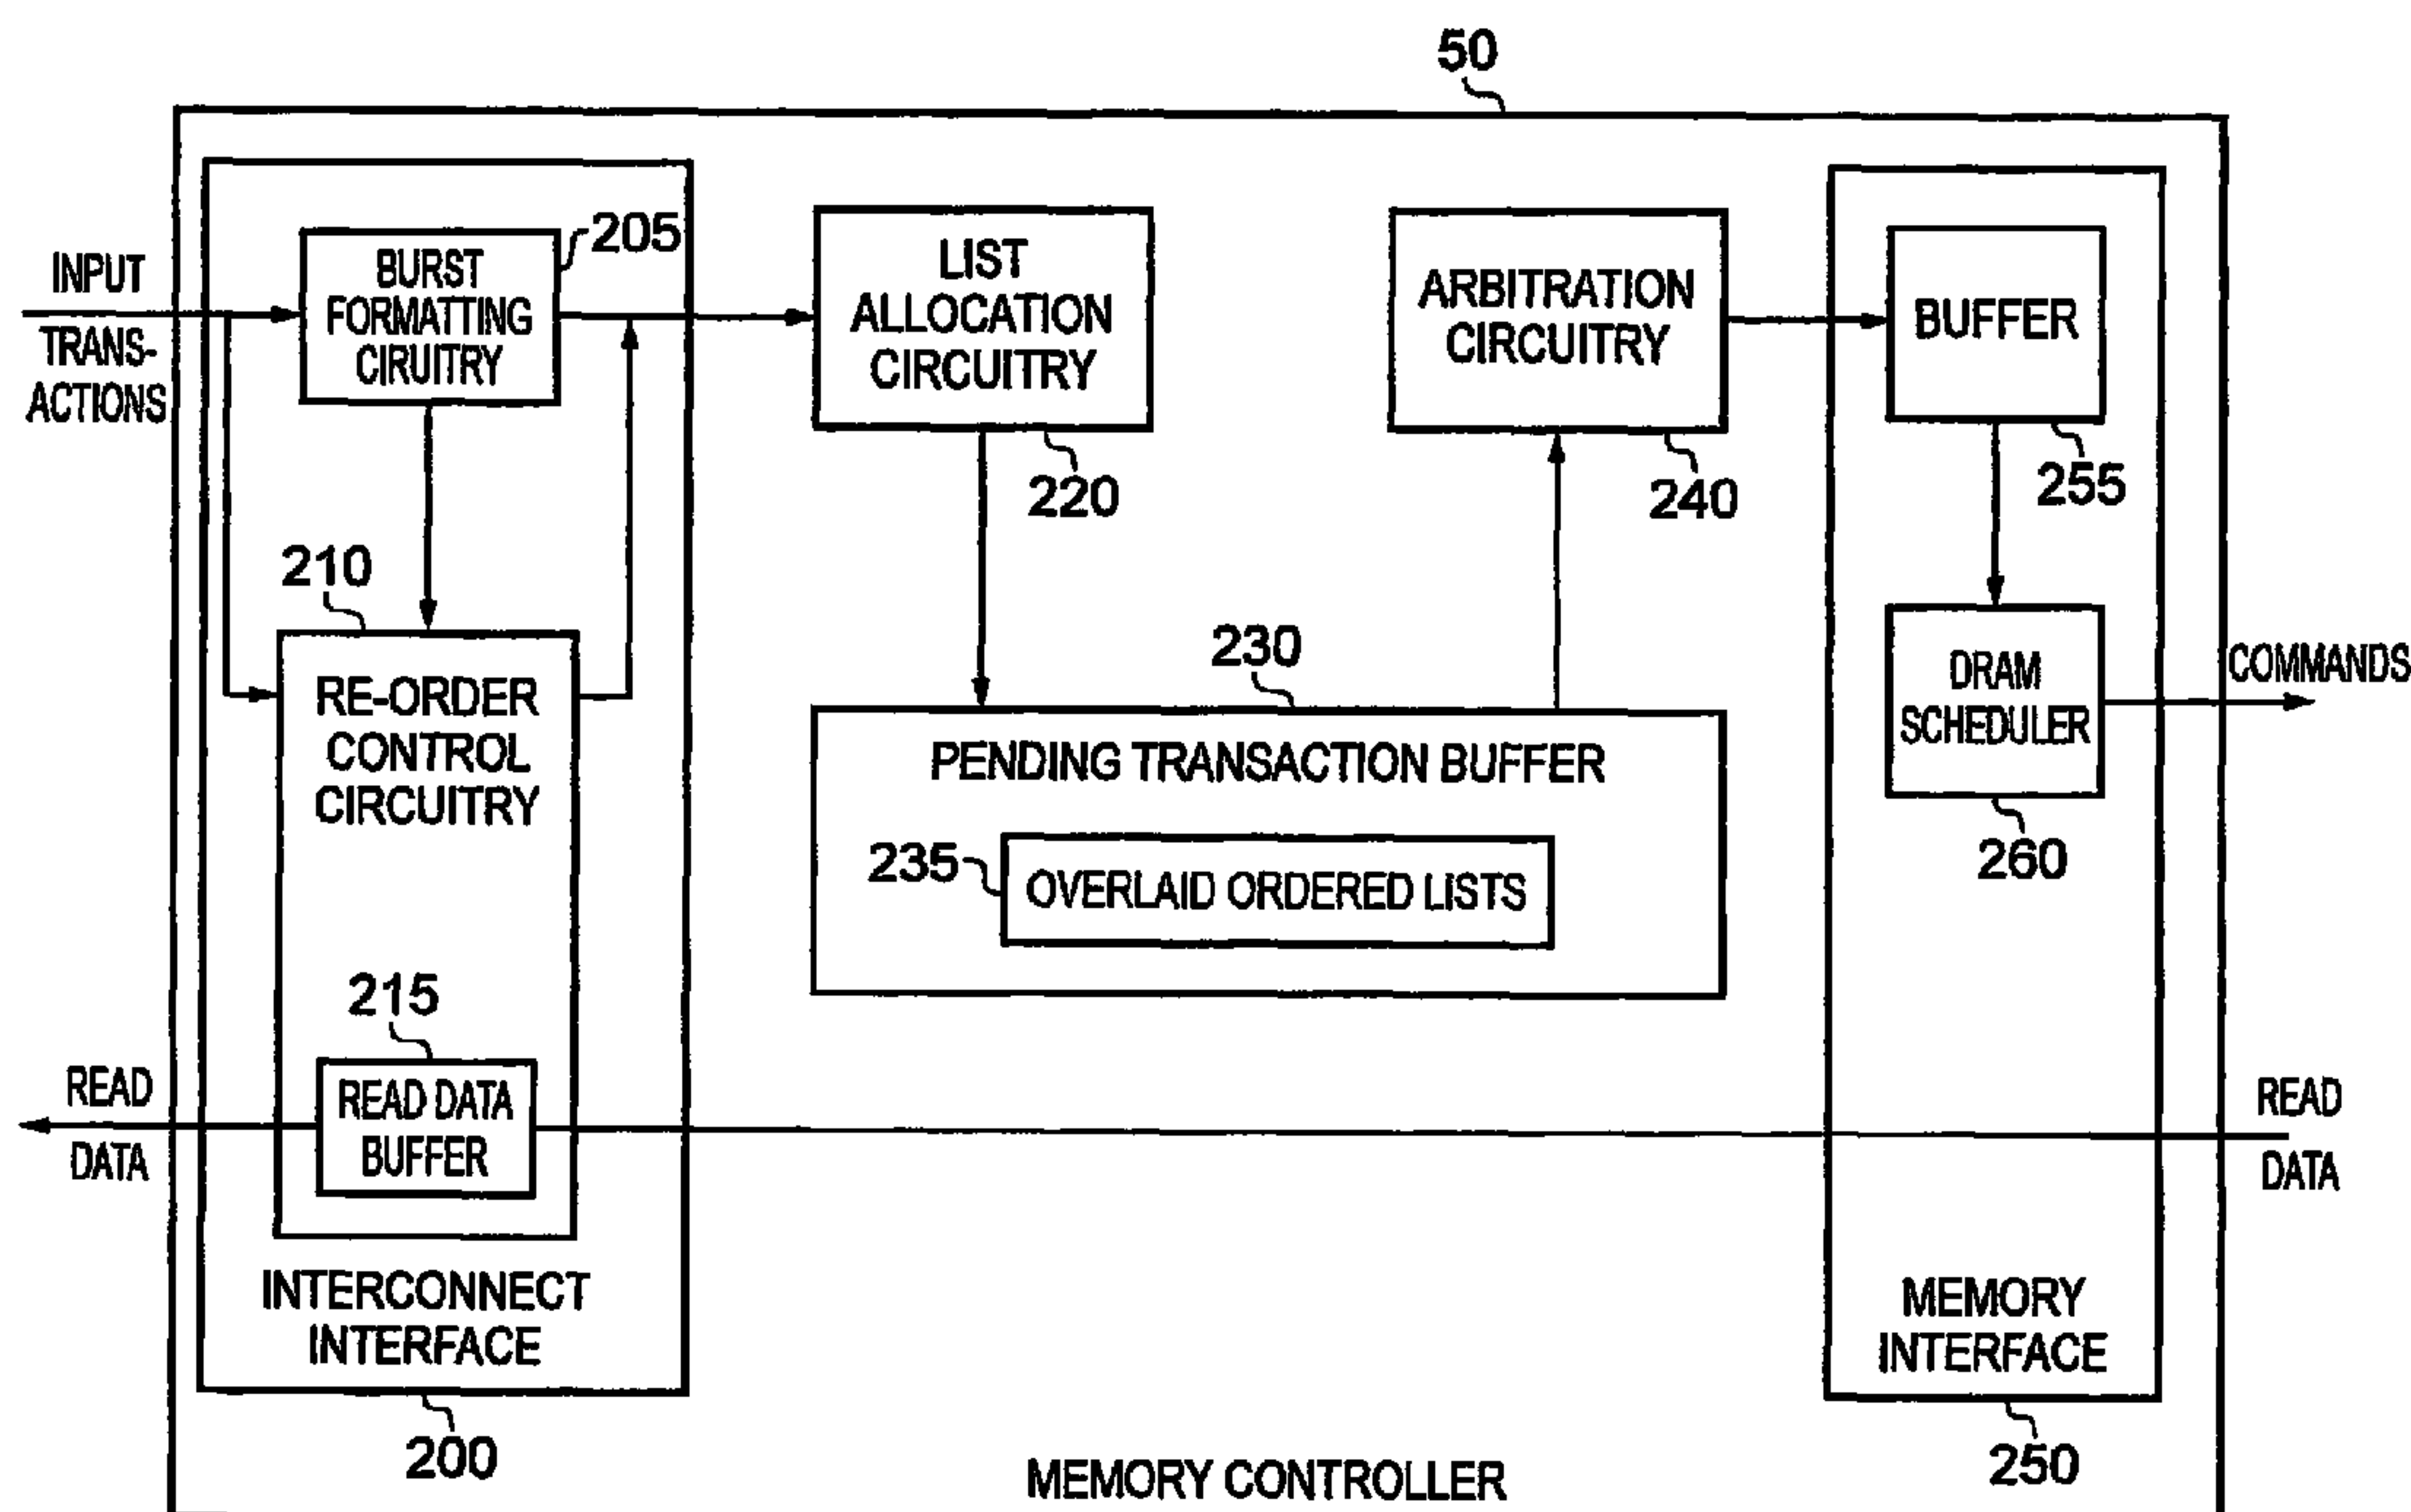 50
INPUT
TRANS-
ACTIONS
BURST
FORMATTING
CIRUITRY
205
LIST
ALLOCATION
CIRCUITRY
220
ARBITRATION
CIRCUITRY
240
BUFFER
255
210
RE-ORDER
CONTROL
CIRCUITRY
230
PENDING TRANSACTION BUFFER
235
OVERLAID ORDERED LISTS
DRAM
SCHEDULER
260
COMMANDS
215
READ DATA
BUFFER
READ
DATA
READ
DATA
INTERCONNECT
INTERFACE
200
MEMORY
INTERFACE
250
MEMORY CONTROLLER